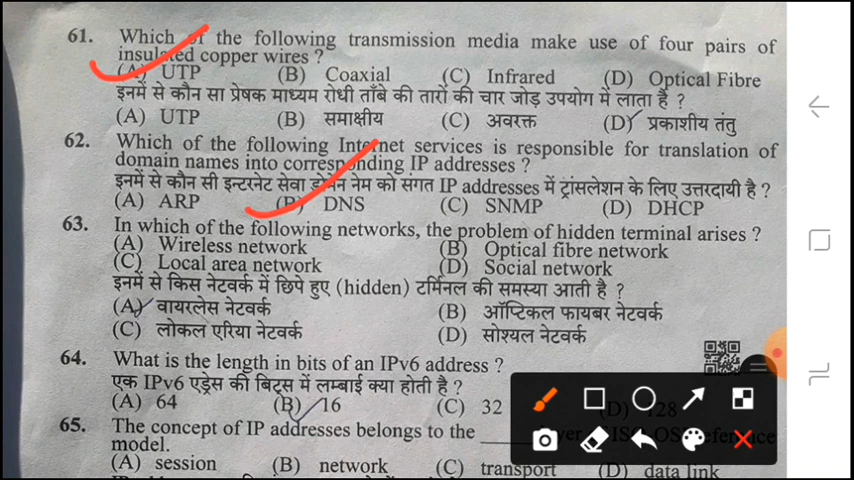 61. Which of the following transmission media make use of four pairs of
insulated copper wires ?
(A) UTP (B) Coaxial (C) Infrared (D) Optical Fibre
इनमें से कौन सा प्रेषक माध्यम रोधी ताँबे की तारों की चार जोड़ उपयोग में लाता है ?
(A) UTP (B) समाक्षीय (C) अवरक्त (D) प्रकाशीय तंतु
62. Which of the following Internet services is responsible for translation of
domain names into corresponding IP addresses ?
इनमें से कौन सी इन्टरनेट सेवा डोमेन नेम को संगत IP addresses में ट्रांसलेशन के लिए उत्तरदायी है ?
(A) ARP (B) DNS (C) SNMP (D) DHCP
63. In which of the following networks, the problem of hidden terminal arises ?
(A) Wireless network (B) Optical fibre network
(C) Local area network (D) Social network
इनमें से किस नेटवर्क में छिपे हुए (hidden) टर्मिनल की समस्या आती है ?
(A) वायरलेस नेटवर्क (B) ऑप्टिकल फायबर नेटवर्क
(C) लोकल एरिया नेटवर्क (D) सोश्यल नेटवर्क
64. What is the length in bits of an IPv6 address ?
एक IPv6 एड्रेस की बिट्स में लम्बाई क्या होती है ?
(A) 64 (B) 16 (C) 32 (D) 128
65. The concept of IP addresses belongs to the
model.
(A) session (B) network (C) transport (D) data link